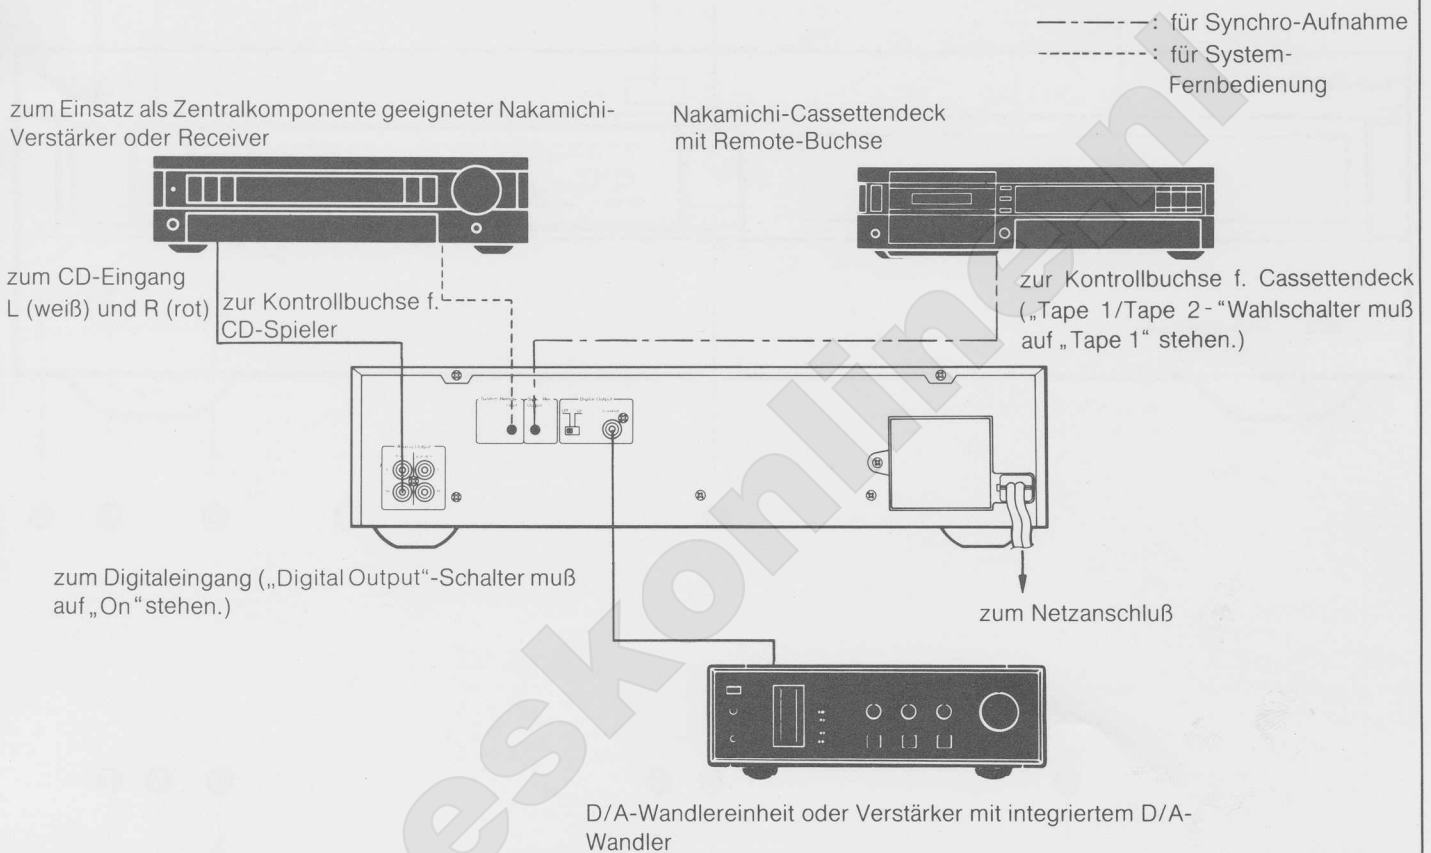 —·—·—: für Synchro-Aufnahme
---------: für System-
Fernbedienung
zum Einsatz als Zentralkomponente geeigneter Nakamichi-
Verstärker oder Receiver
Nakamichi-Cassettendeck
mit Remote-Buchse
zum CD-Eingang
L (weiß) und R (rot)
zur Kontrollbuchse f.
CD-Spieler
zur Kontrollbuchse f. Cassettendeck
(„Tape 1/Tape 2-“Wahlschalter muß
auf „Tape 1“ stehen.)
Digital Output
zum Digitaleingang („Digital Output“-Schalter muß
auf „On“ stehen.)
zum Netzanschluß
D/A-Wandlereinheit oder Verstärker mit integriertem D/A-
Wandler